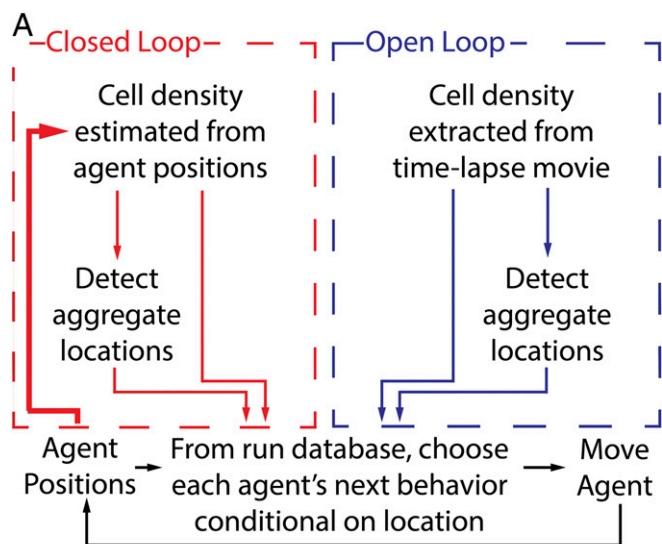 A
Closed Loop
Cell density
estimated from
agent positions
Detect
aggregate
locations
Open Loop
Cell density
extracted from
time-lapse movie
Detect
aggregate
locations
Agent
Positions
From run database, choose
each agent's next behavior
conditional on location
Move
Agent